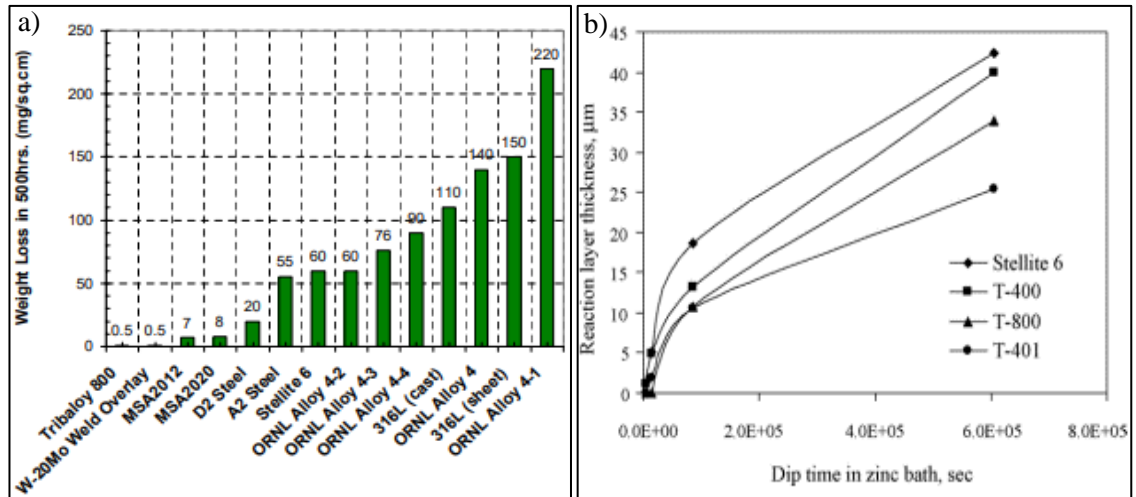 a)
Weight Loss in 500hrs. (mg/sq.cm)
250
200
150
100
50
0
0.5
0.5
7
8
20
55
60
60
76
90
110
140
150
220
Tribaloy 800
W-20Mo Weld Overlay
MSA2012
MSA2020
D2 Steel
A2 Steel
Stellite 6
ORNL Alloy 4-2
ORNL Alloy 4-3
ORNL Alloy 4-4
316L (cast)
ORNL Alloy 4
316L (sheet)
ORNL Alloy 4-1
b)
Reaction layer thickness, μm
45
40
35
30
25
20
15
10
5
0
0.0E+00
2.0E+05
4.0E+05
6.0E+05
8.0E+05
Dip time in zinc bath, sec
Stellite 6
T-400
T-800
T-401